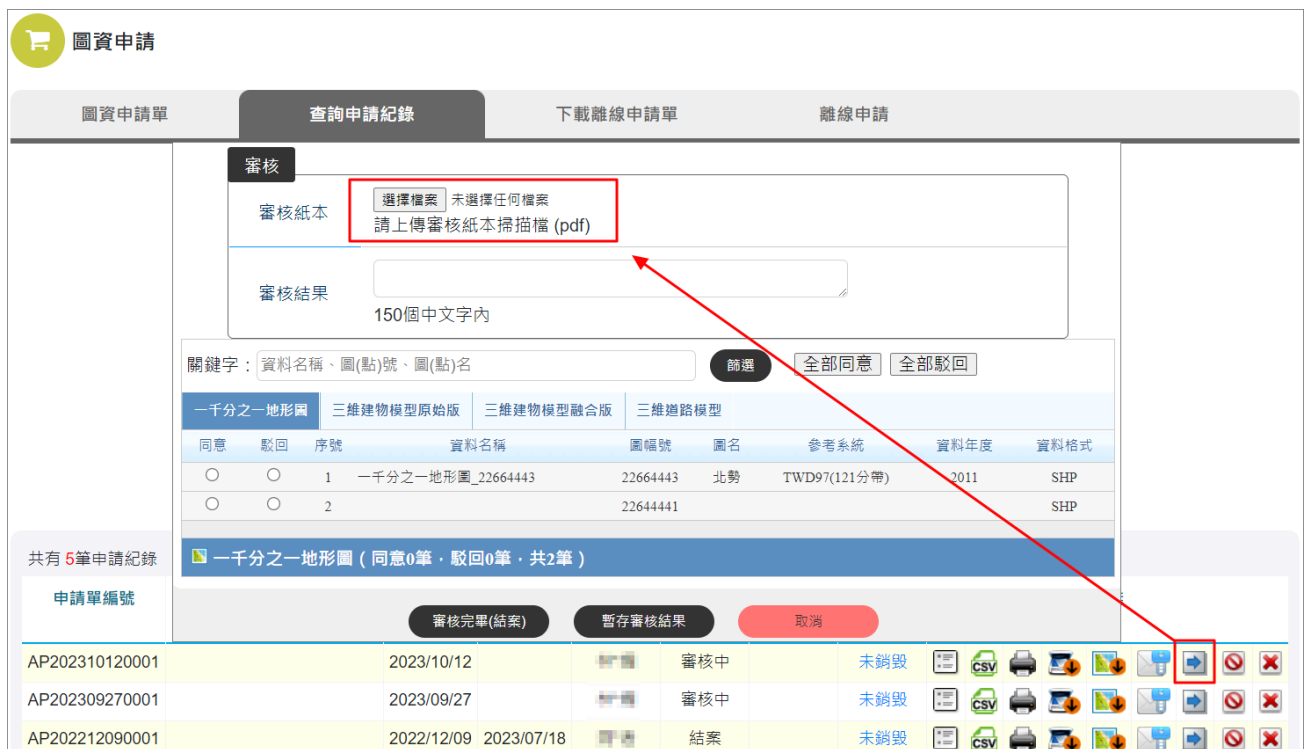 圖資申請
圖資申請單 查詢申請紀錄 下載離線申請單 離線申請
審核
審核紙本 選擇檔案 未選擇任何檔案
請上傳審核紙本掃描檔 (pdf)
審核結果
150個中文字內
關鍵字： 資料名稱、圖(點)號、圖(點)名 篩選 全部同意 全部駁回
一千分之一地形圖 三維建物模型原始版 三維建物模型融合版 三維道路模型
同意 駁回 序號 資料名稱 圖幅號 圖名 參考系統 資料年度 資料格式
1 一千分之一地形圖_22664443 22664443 北勢 TWD97(121分帶) 2011 SHP
2 22644441 SHP
一千分之一地形圖 ( 同意0筆，駁回0筆，共2筆 )
共有 5筆申請紀錄
申請單編號
審核完畢(結案) 暫存審核結果 取消
AP202310120001 2023/10/12 審核中 未銷毀 CSV
AP202309270001 2023/09/27 審核中 未銷毀 CSV
AP202212090001 2022/12/09 2023/07/18 結案 未銷毀 CSV